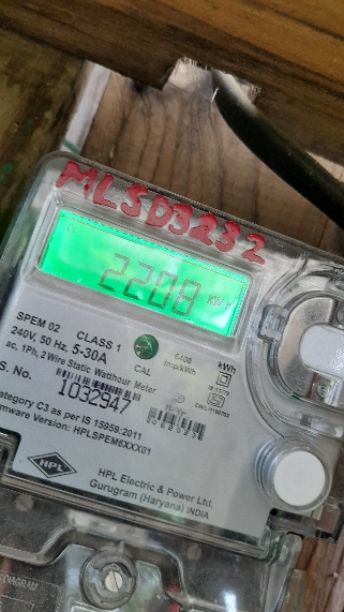 MLSD3232
2208 KWh
SPEM 02 CLASS 1
240V, 50 Hz, 5-30A
ac, 1Ph, 2 Wire Static Watthour Meter
6400
imp/kWh
kWh
CAL
S. No. 1032947
ategory C3 as per IS 15959:2011
mware Version: HPLSPEM6XXX01
HPL
HPL Electric & Power Ltd.
Gurugram (Haryana) INDIA
DIAGRAM